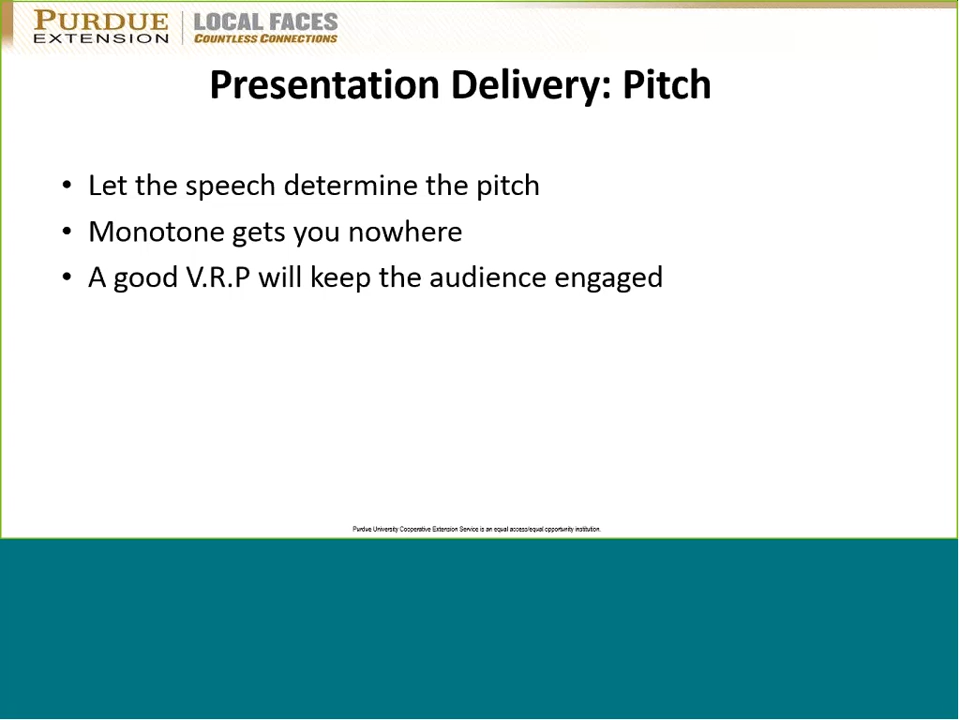 PURDUE
EXTENSION
LOCAL FACES
COUNTLESS CONNECTIONS
Presentation Delivery: Pitch
• Let the speech determine the pitch
• Monotone gets you nowhere
• A good V.R.P will keep the audience engaged
Purdue University Cooperative Extension Service is an equal access/equal opportunity institution.